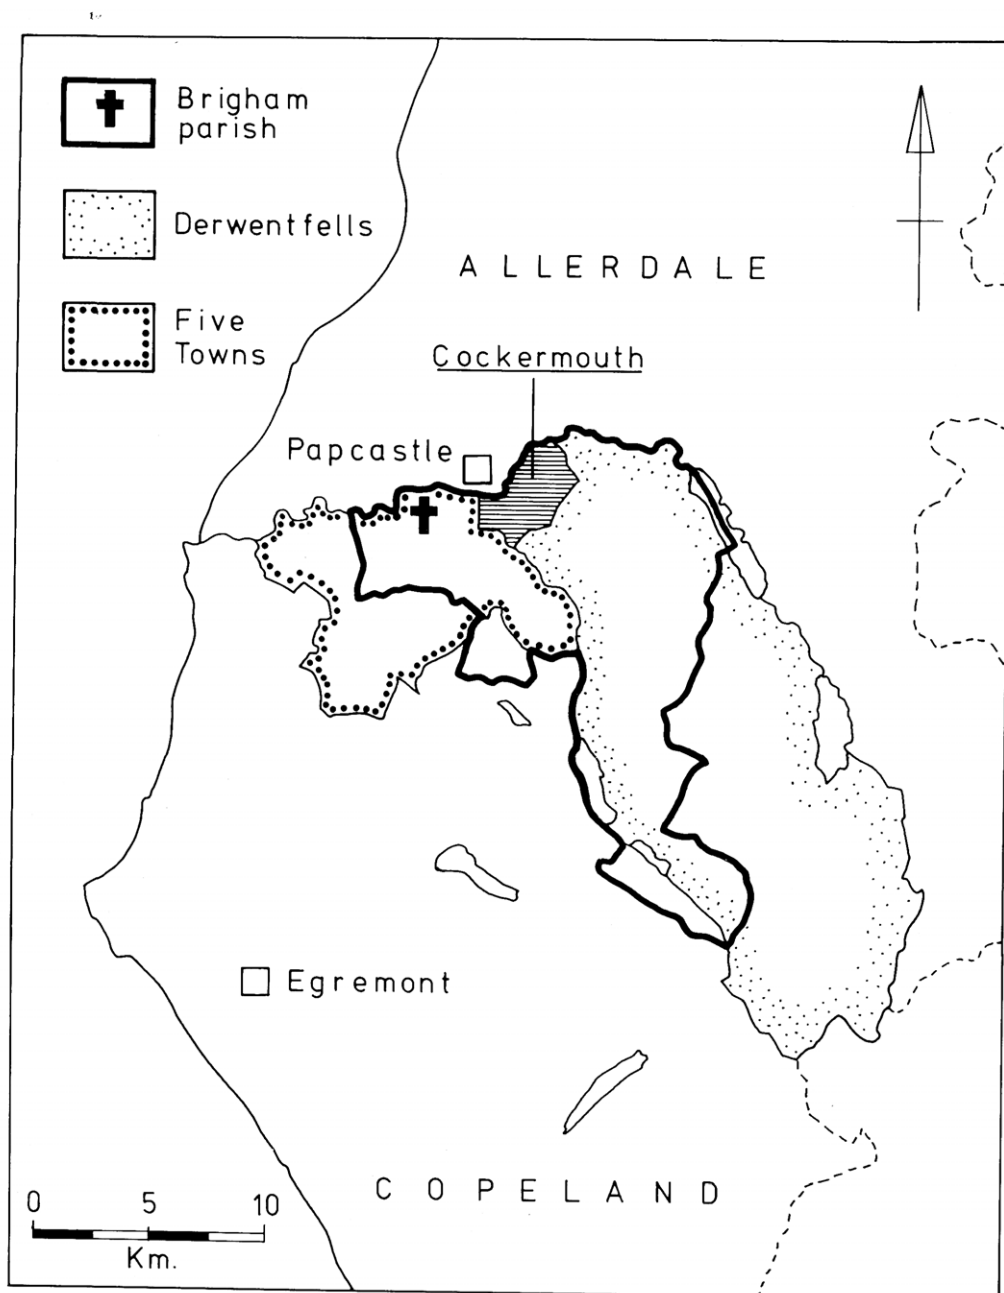 Brigham
parish
Derwentfells
Five
Towns
ALLERDALE
Cockermouth
Papcastle
Egremont
COPELAND
0 5 10
Km.